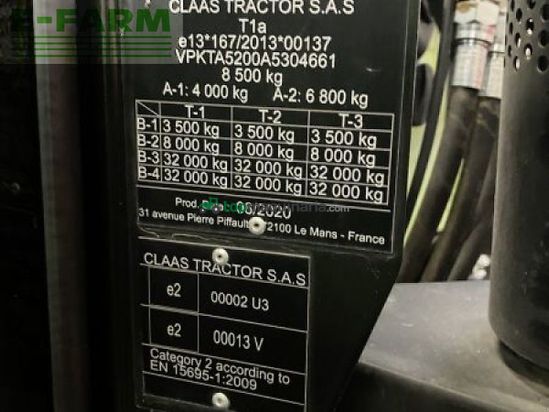 E-FARM
CLAAS TRACTOR S.A.S
T1a
e13*167/2013*00137
VPKTA5200A5304661
8 500 kg
A-1: 4 000 kg A-2: 6 800 kg
T-1 T-2 T-3
B-1 3 500 kg 3 500 kg 3 500 kg
B-2 8 000 kg 8 000 kg 8 000 kg
B-3 32 000 kg 32 000 kg 32 000 kg
B-4 32 000 kg 32 000 kg 32 000 kg
Prod. 06/2020
31 avenue Pierre Piffault 72100 Le Mans - France
CLAAS TRACTOR S.A.S
e2 00002 U3
e2 00013 V
Category 2 according to
EN 15695-1:2009